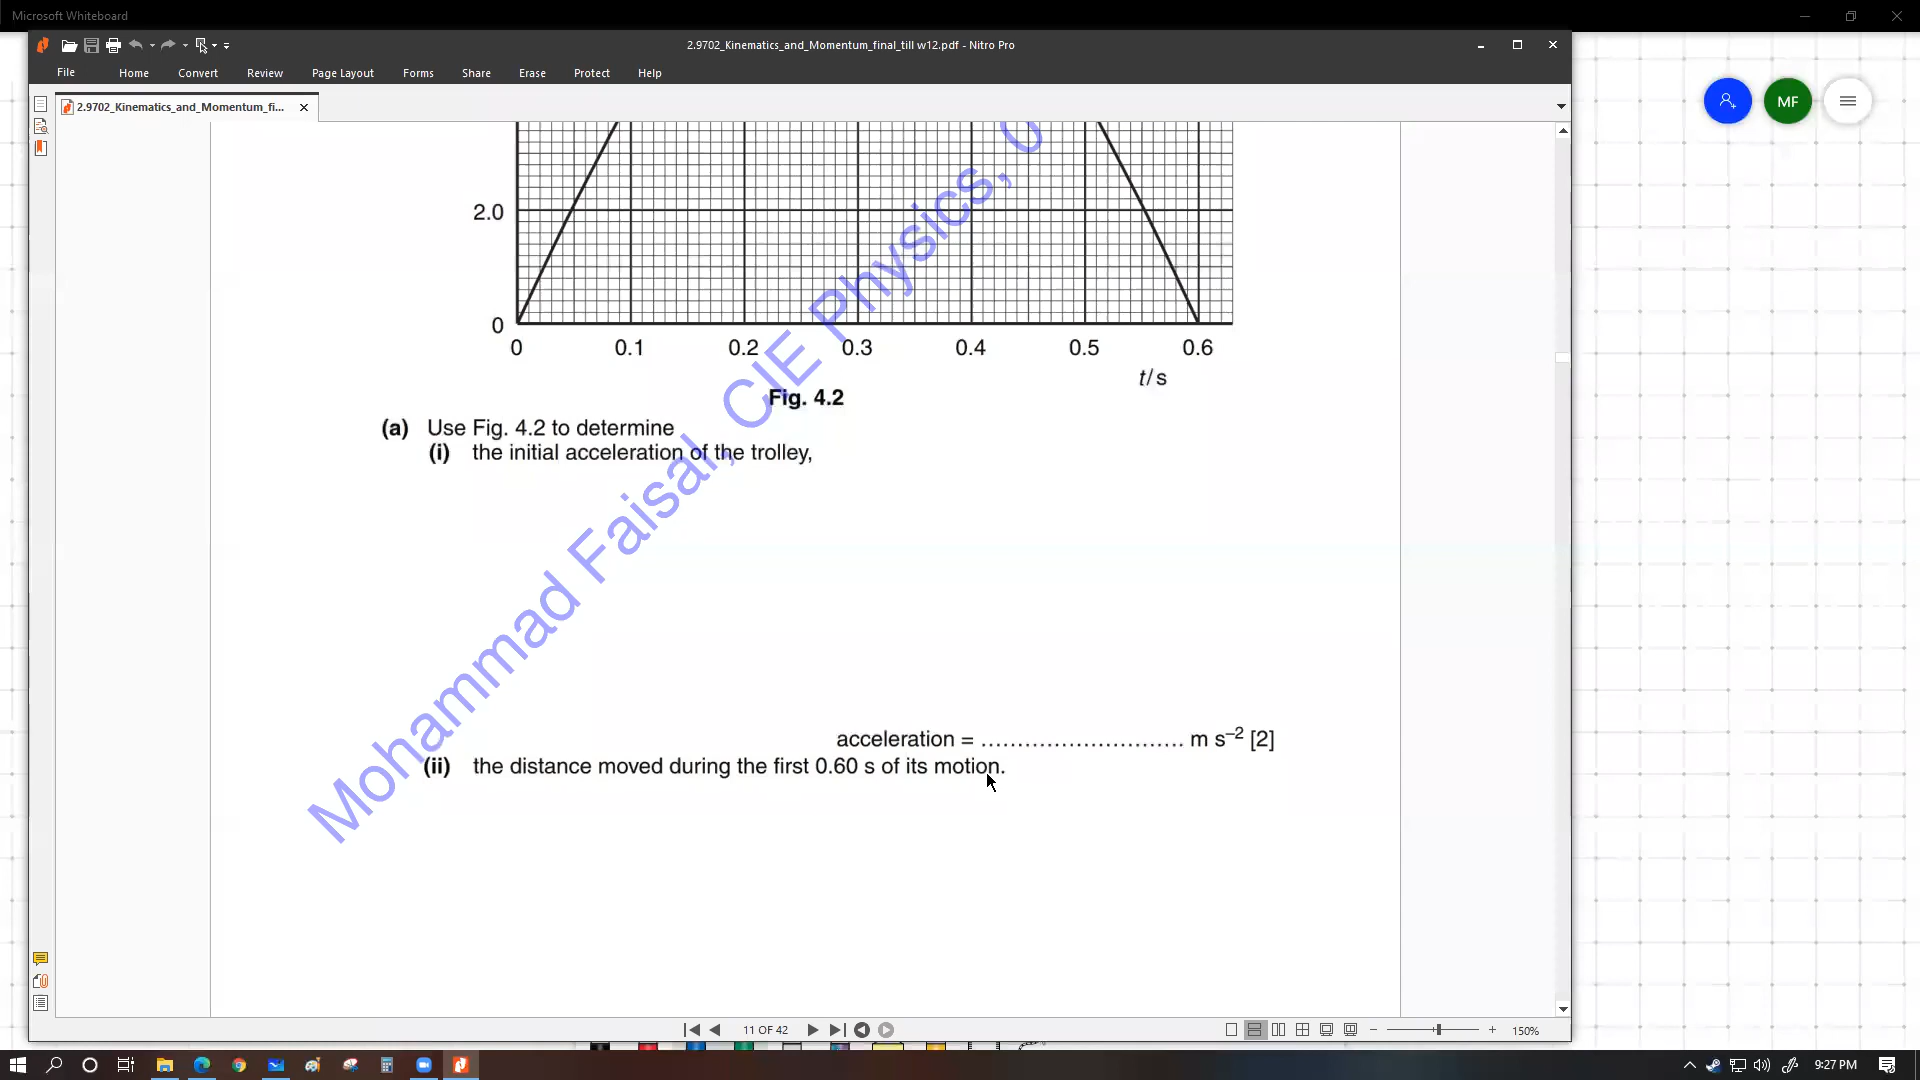 Microsoft Whiteboard
2.9702_Kinematics_and_Momentum_final_till w12.pdf - Nitro Pro
File Home Convert Review Page Layout Forms Share Erase Protect Help
2.9702_Kinematics_and_Momentum_fi...
MF
2.0
0
0 0.1 0.2 0.3 0.4 0.5 0.6
t/s
Fig. 4.2
(a) Use Fig. 4.2 to determine
(i) the initial acceleration of the trolley,
acceleration = ............................ m s–2 [2]
(ii) the distance moved during the first 0.60 s of its motion.
Mohammad Faisal, CIE Physics, 0
11 OF 42
150%
9:27 PM